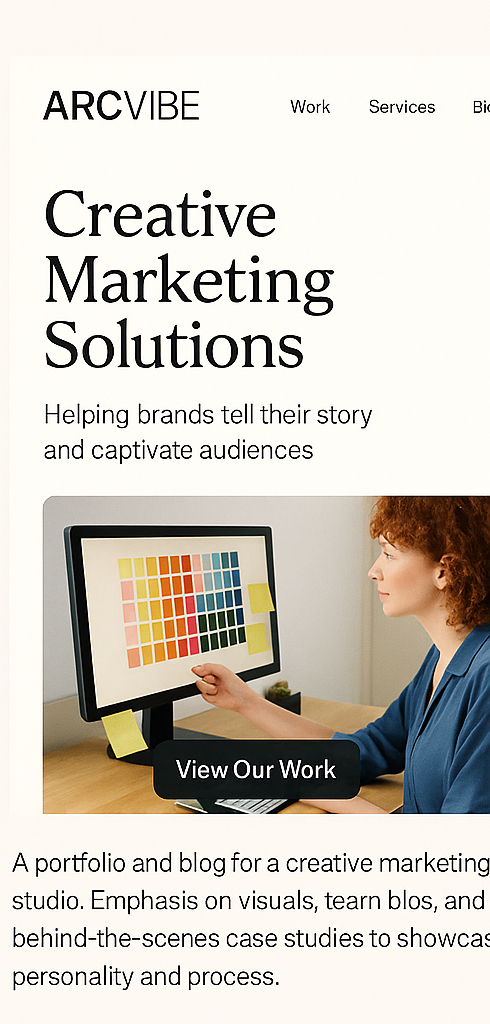 ARCVIBE
Work Services
Creative
Marketing
Solutions
Helping brands tell their story
and captivate audiences
View Our Work
A portfolio and blog for a creative marketing
studio. Emphasis on visuals, tearn blos, and
behind-the-scenes case studies to showcas
personality and process.